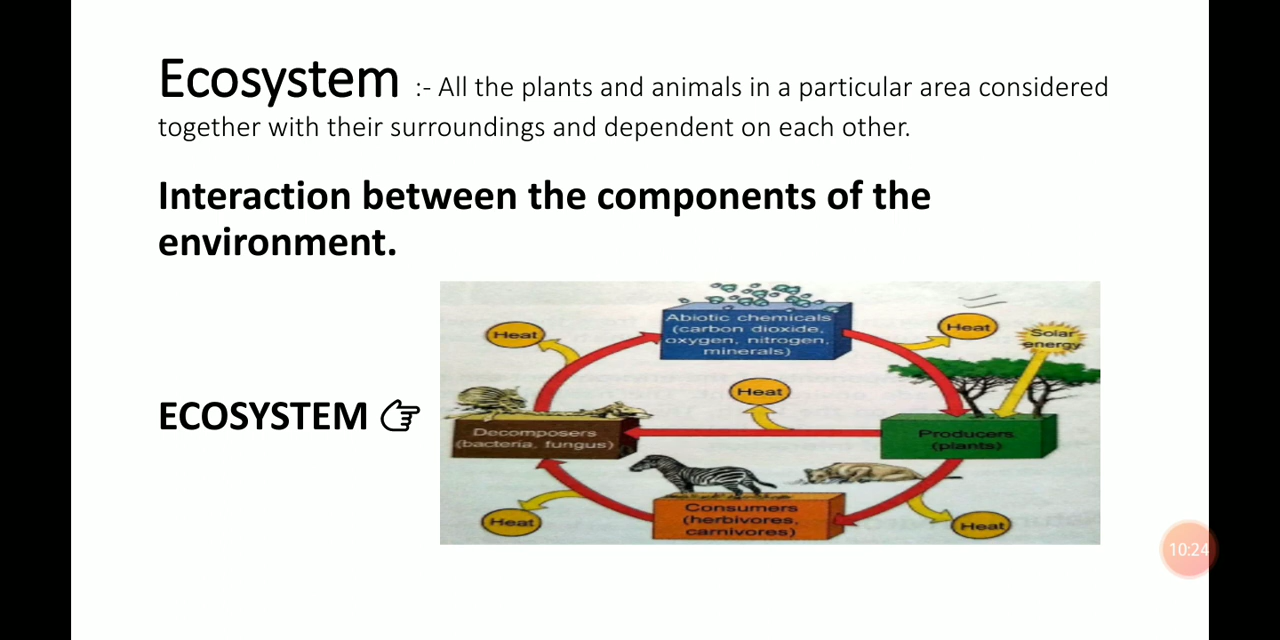 Ecosystem :- All the plants and animals in a particular area considered
together with their surroundings and dependent on each other.
Interaction between the components of the
environment.
Abiotic chemicals
(carbon dioxide,
oxygen, nitrogen,
minerals)
Heat
Heat
Solar
energy
Heat
ECOSYSTEM
Decomposers
(bacteria, fungus)
Producers
(plants)
Consumers
(herbivores,
carnivores)
Heat
Heat
10:24